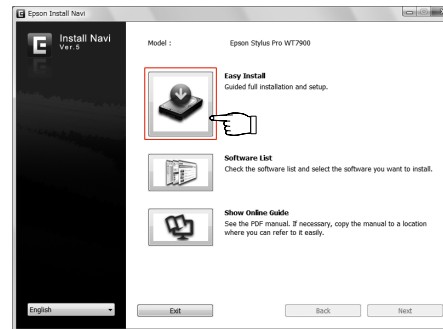 Epson Install Navi
Install Navi
Ver.5
Model :
Epson Stylus Pro WT7900
Easy Install
Guided full installation and setup.
Software List
Check the software list and select the software you want to install.
Show Online Guide
See the PDF manual. If necessary, copy the manual to a location
where you can refer to it easily.
English
Exit
Back
Next